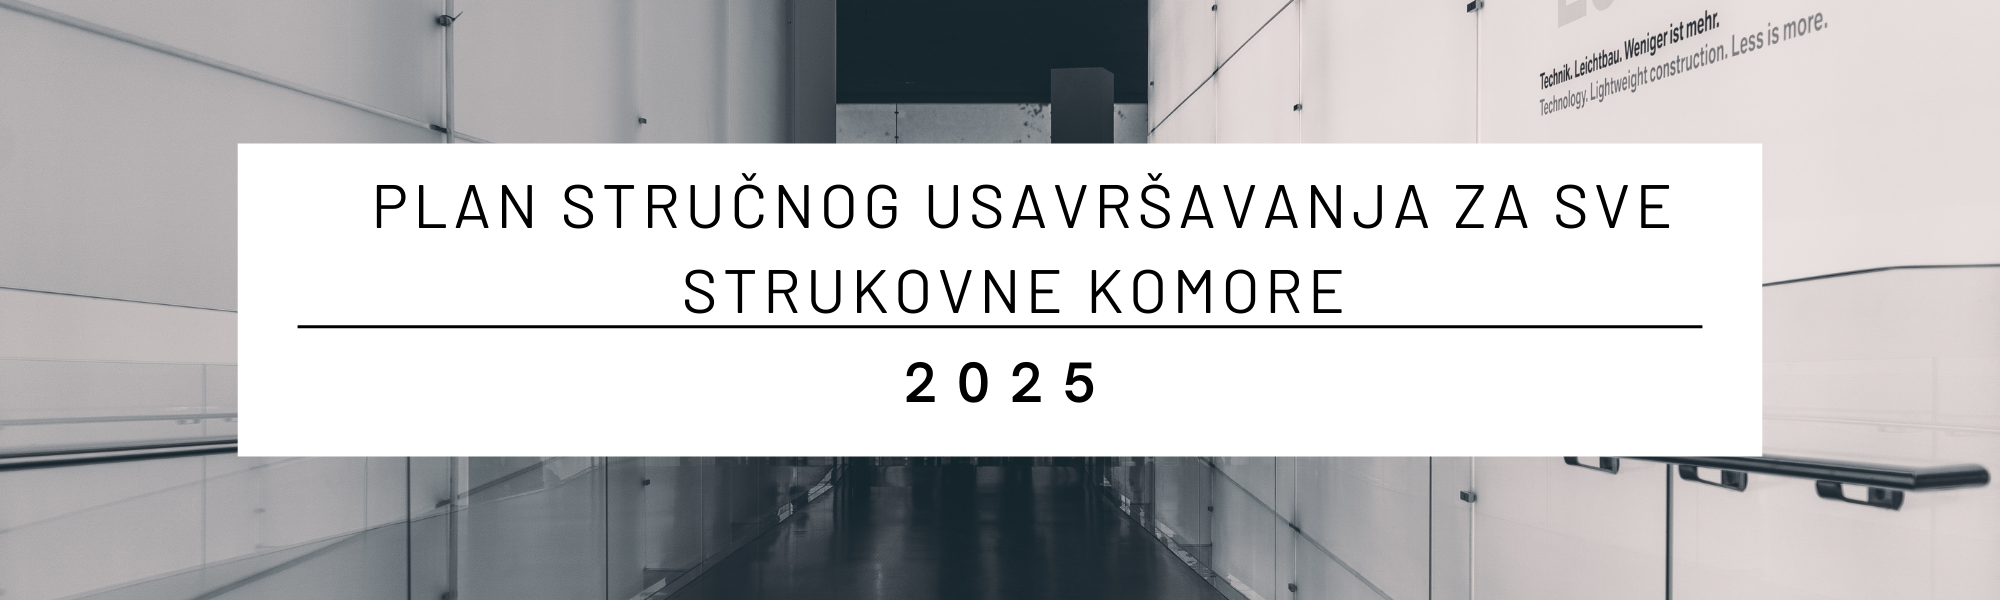 Technik. Leichtbau. Weniger ist mehr.
Technology. Lightweight construction. Less is more.
PLAN STRUČNOG USAVRŠAVANJA ZA SVE
STRUKOVNE KOMORE
2025